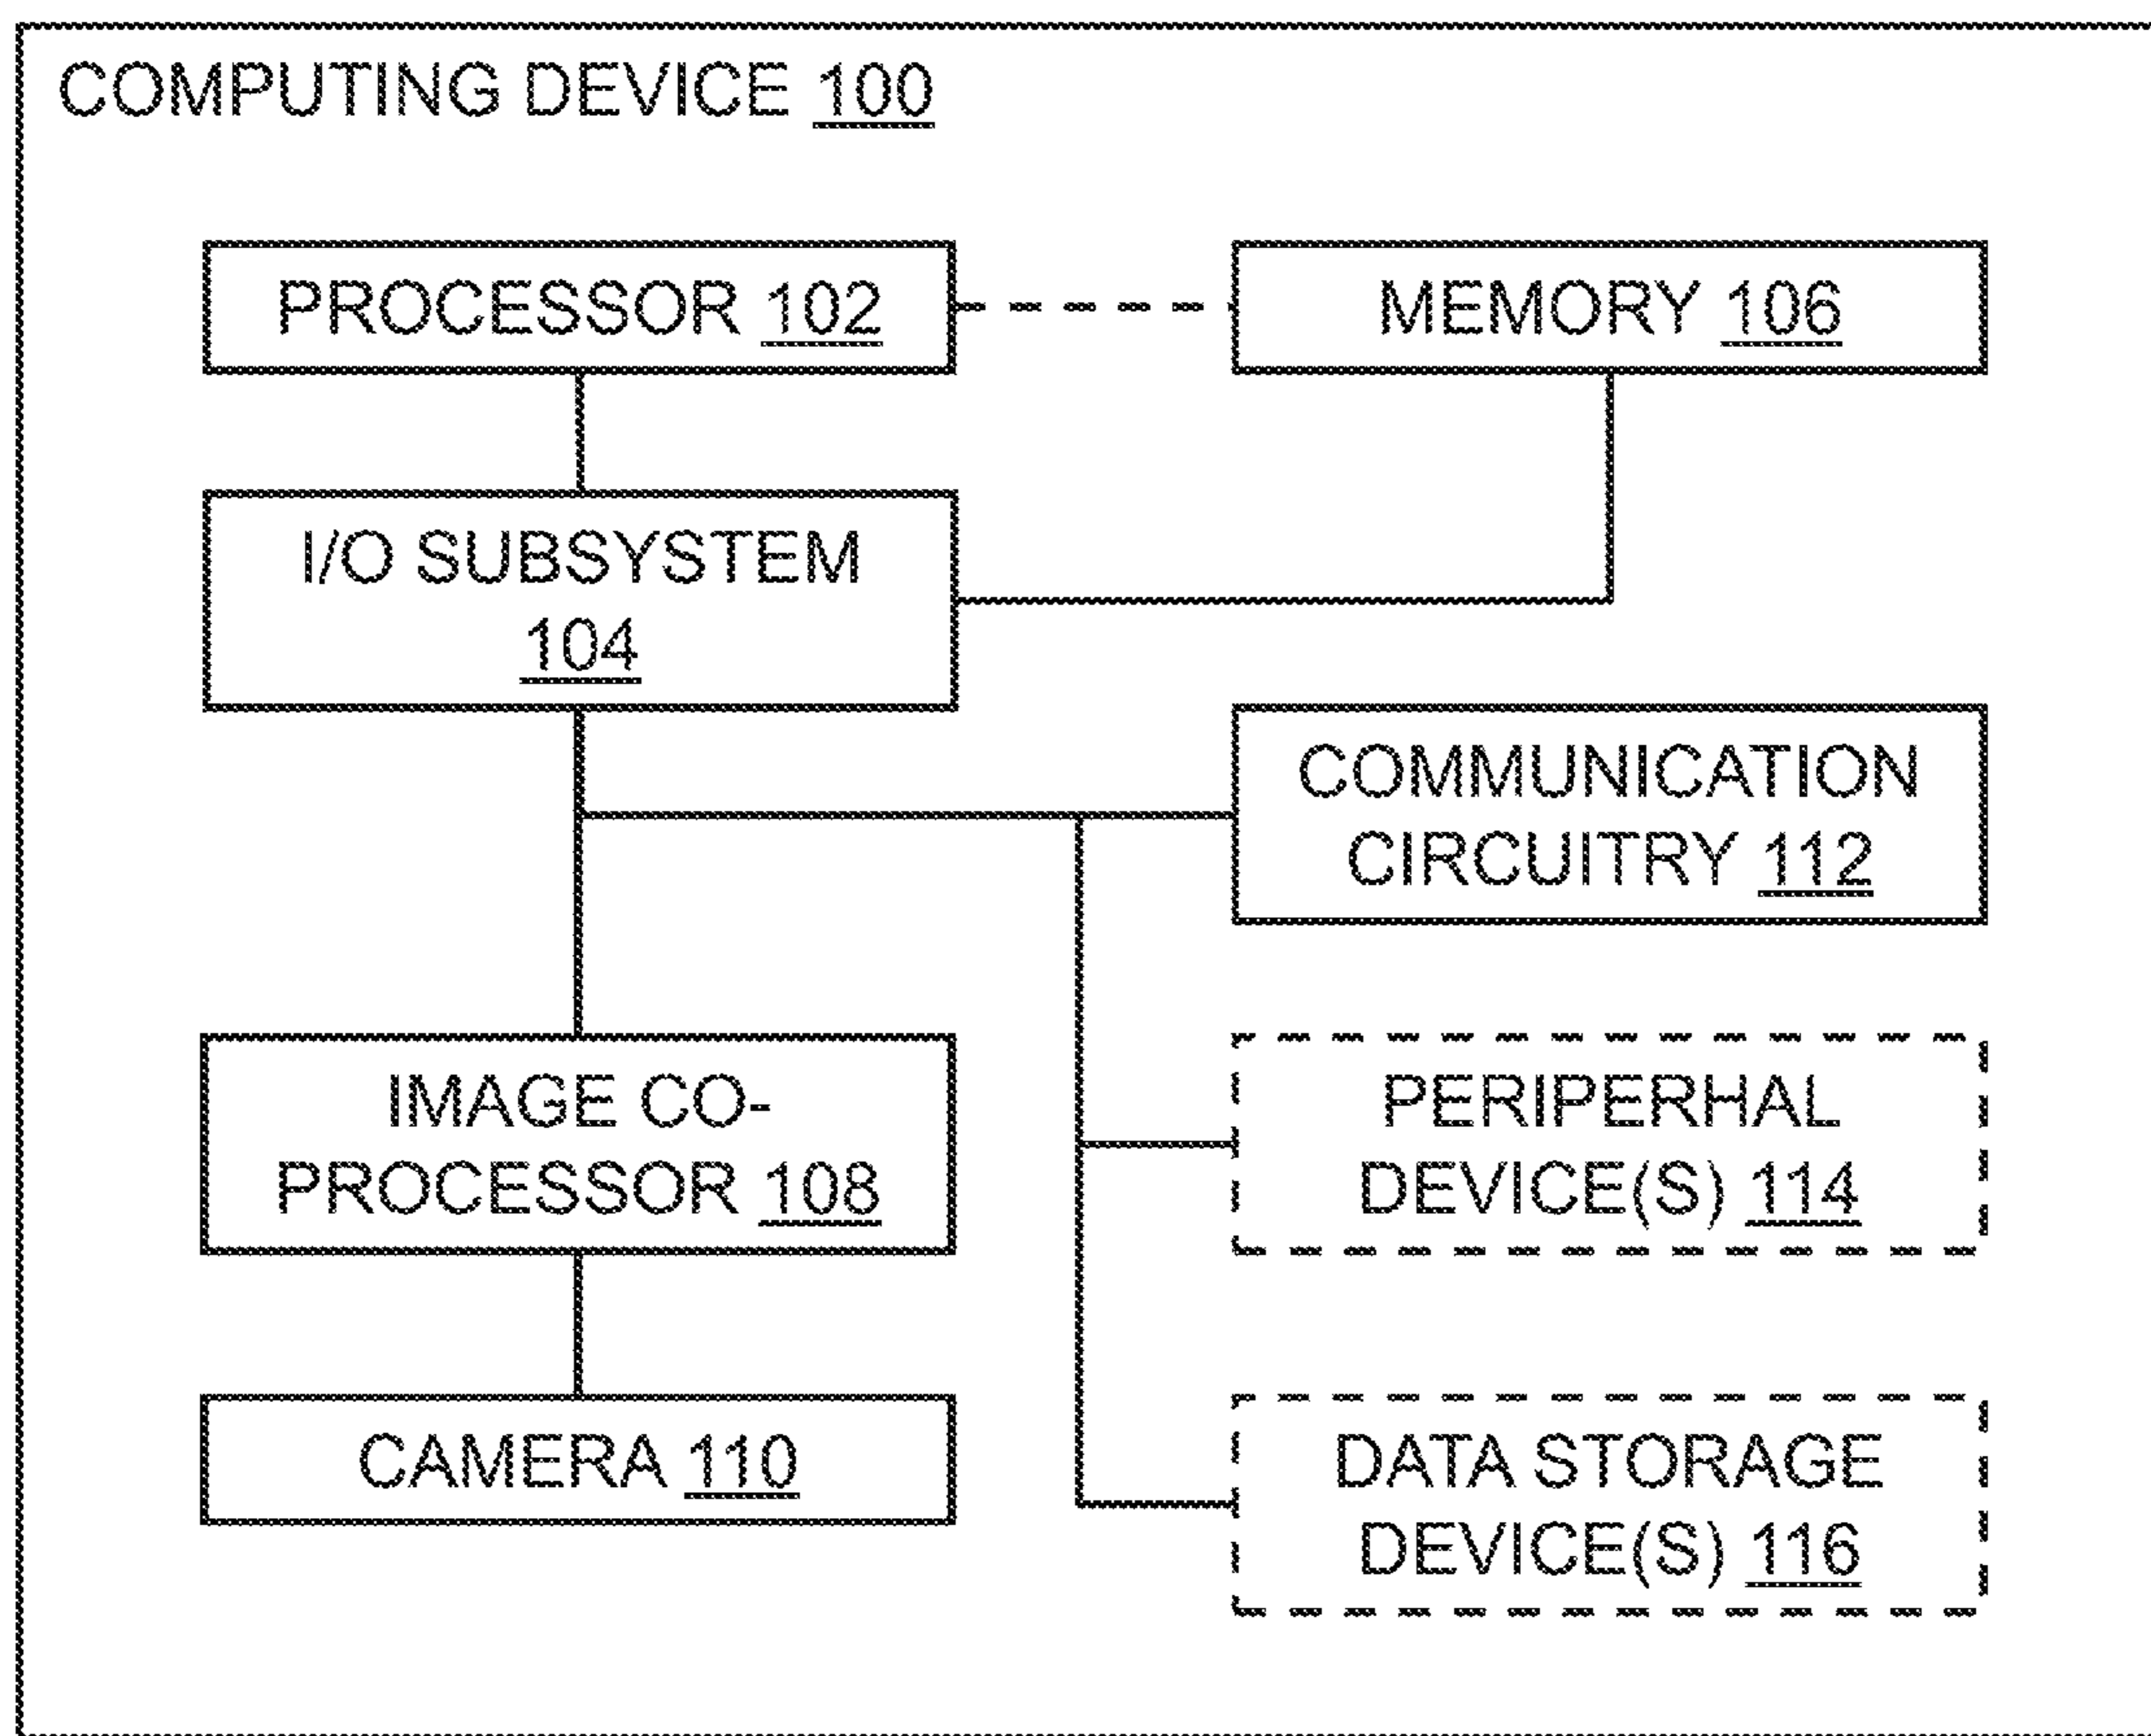 COMPUTING DEVICE 100
PROCESSOR 102
MEMORY 106
I/O SUBSYSTEM
104
COMMUNICATION
CIRCUITRY 112
IMAGE CO-
PROCESSOR 108
PERIPERHAL
DEVICE(S) 114
CAMERA 110
DATA STORAGE
DEVICE(S) 116